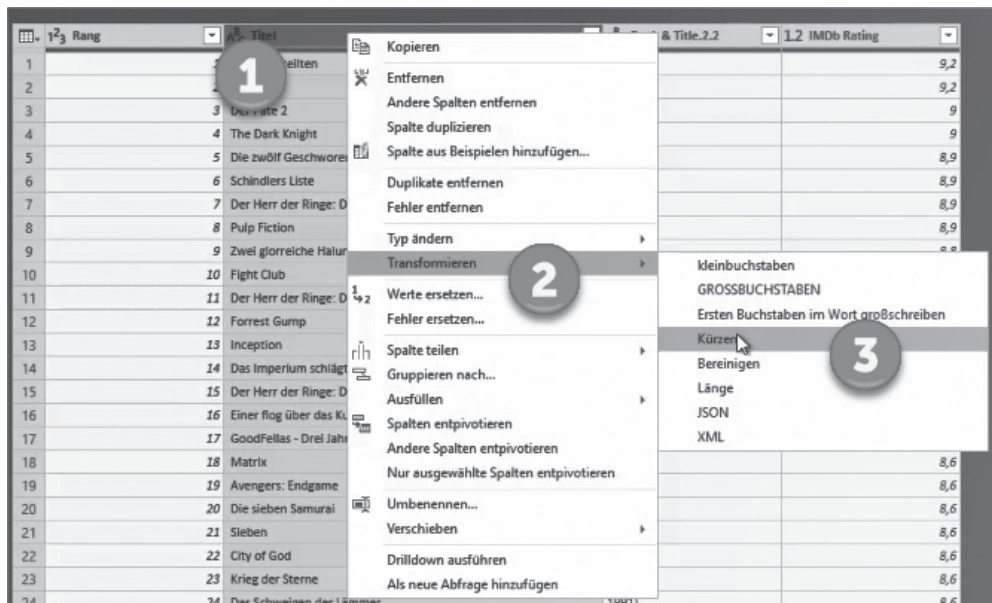 1²3 Rang
Titel
& Title.2.2
1.2 IMDb Rating
1
9,2
2
9,2
3
3
Der Pate 2
9
4
4
The Dark Knight
9
5
5
Die zwölf
8,9
6
6
Schindlers Liste
8,9
7
7
Der Herr der Ringe:
8,9
8
8
Pulp Fiction
8,9
9
9
Zwei glorreiche
10
10
Fight Club
11
11
Der Herr der Ringe:
12
12
Forrest Gump
13
13
Inception
14
14
Das Imperium schlägt
15
15
Der Herr der Ringe:
16
16
Einer flog über das
17
17
GoodFellas - Drei
18
18
Matrix
8,6
19
19
Avengers: Endgame
8,6
20
20
Die sieben Samurai
8,6
21
21
Sieben
8,6
22
22
City of God
8,6
23
23
Krieg der Sterne
8,6
24
Kopieren
Entfernen
Andere Spalten entfernen
Spalte duplizieren
Spalte aus Beispielen hinzufügen...
Duplikate entfernen
Fehler entfernen
Typ ändern
Transformieren
Werte ersetzen...
Fehler ersetzen...
Spalte teilen
Gruppieren nach...
Ausfüllen
Spalten entpivotieren
Andere Spalten entpivotieren
Nur ausgewählte Spalten entpivotieren
Umbenennen...
Verschieben
Drilldown ausführen
Als neue Abfrage hinzufügen
kleinbuchstaben
GROSSBUCHSTABEN
Ersten Buchstaben im Wort großschreiben
Kürzen
Bereinigen
Länge
JSON
XML
1
2
3